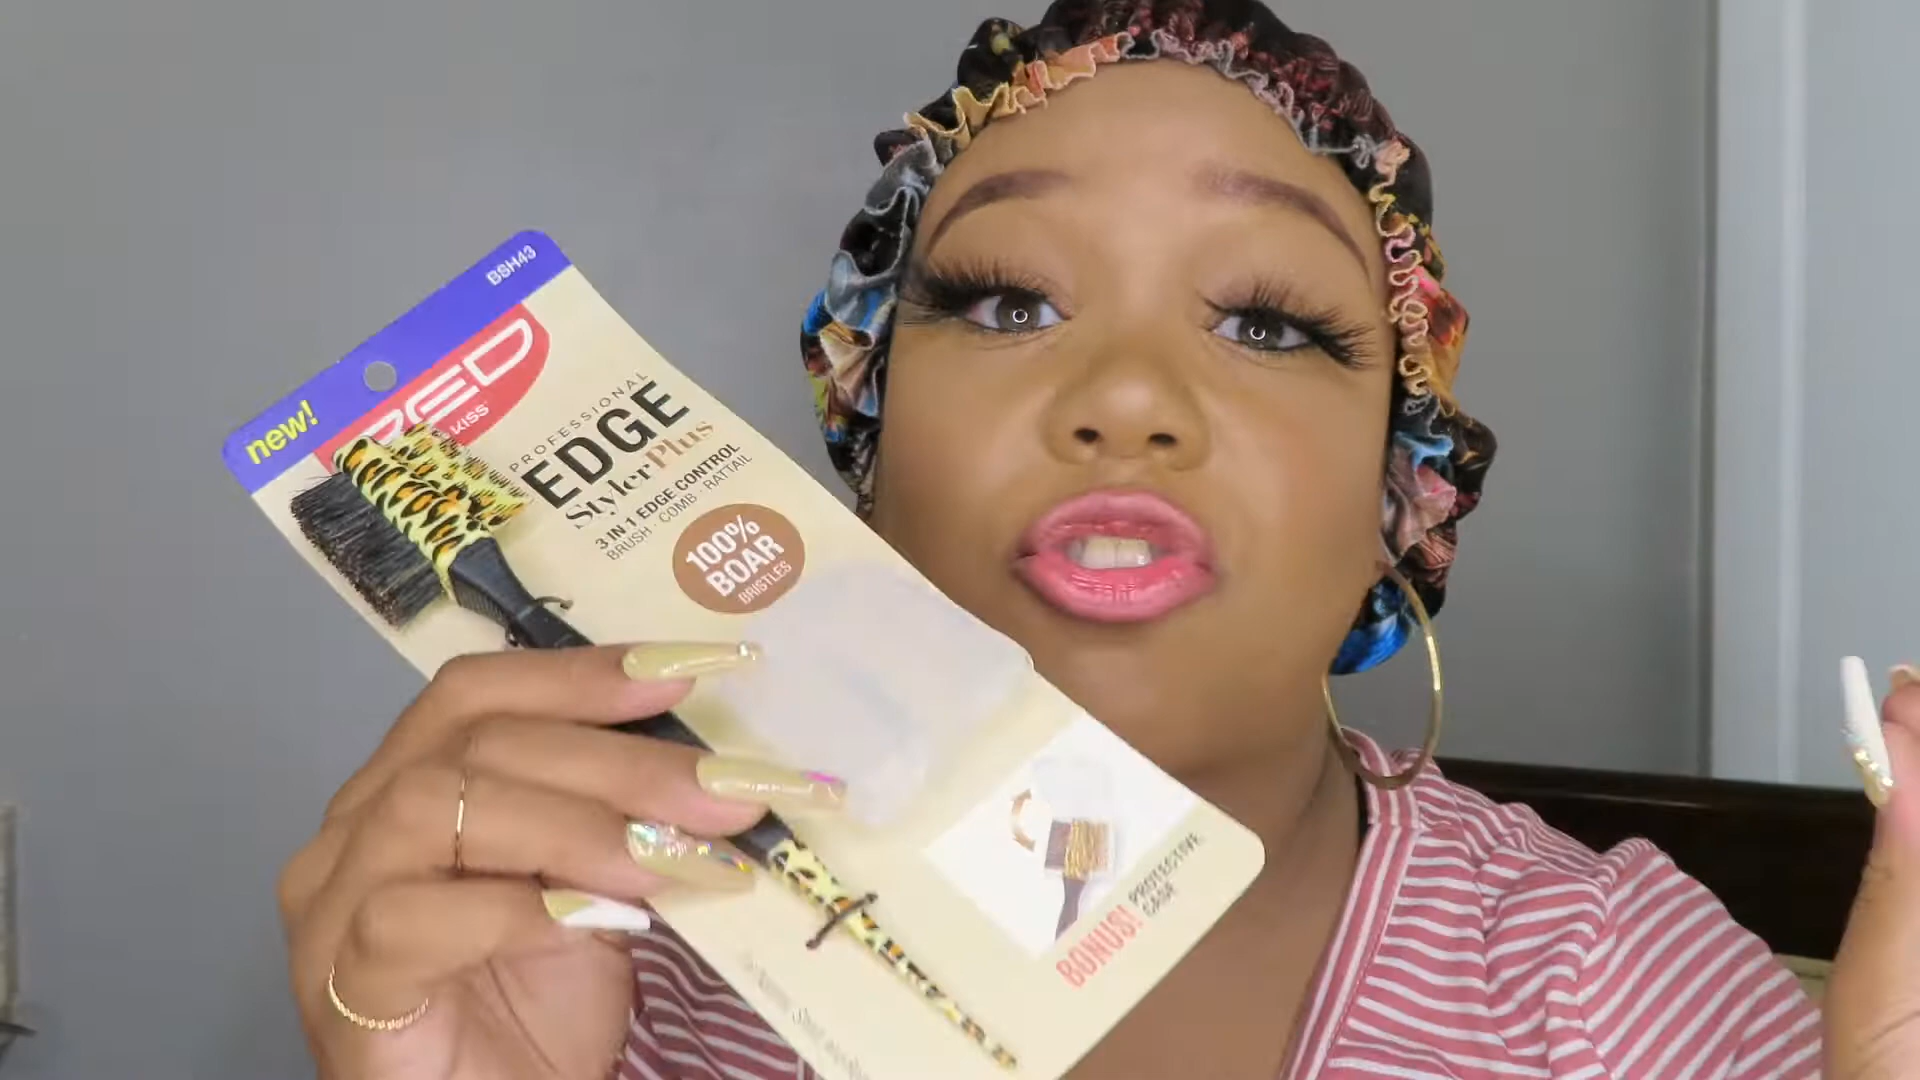 BSH43
new!
RED
KISS
PROFESSIONAL
EDGE
Styler Plus
3 IN 1 EDGE CONTROL
BRUSH · COMB · RATTAIL
100%
BOAR
BRISTLES
BONUS! PROTECTIVE
CASE